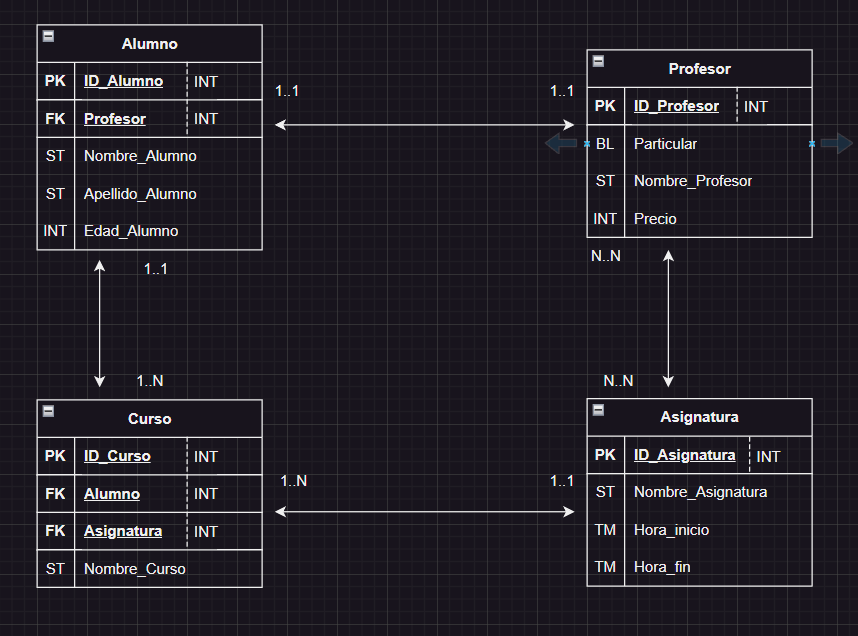 Alumno
PK ID_Alumno INT
FK Profesor INT
ST Nombre_Alumno
ST Apellido_Alumno
INT Edad_Alumno
1..1
1..1
Profesor
PK ID_Profesor INT
BL Particular
ST Nombre_Profesor
INT Precio
1..1
N..N
1..N
N..N
Curso
PK ID_Curso INT
FK Alumno INT
FK Asignatura INT
ST Nombre_Curso
1..N
1..1
Asignatura
PK ID_Asignatura INT
ST Nombre_Asignatura
TM Hora_inicio
TM Hora_fin